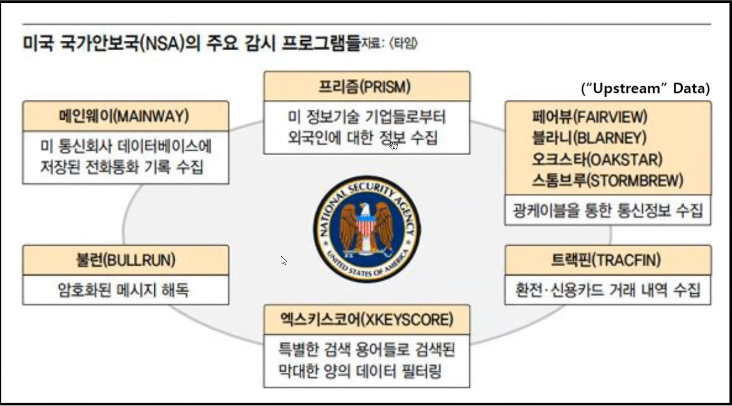 미국 국가안보국(NSA)의 주요 감시 프로그램들자료: 〈타임〉
프리즘(PRISM)
미 정보기술 기업들로부터
외국인에 대한 정보 수집
("Upstream" Data)
메인웨이(MAINWAY)
미 통신회사 데이터베이스에
저장된 전화통화 기록 수집
페어뷰(FAIRVIEW)
블라니(BLARNEY)
오크스타(OAKSTAR)
스톰브루(STORMBREW)
광케이블을 통한 통신정보 수집
NATIONAL SECURITY AGENCY
UNITED STATES OF AMERICA
불런(BULLRUN)
암호화된 메시지 해독
트랙핀(TRACFIN)
환전·신용카드 거래 내역 수집
엑스키스코어(XKEYSCORE)
특별한 검색 용어들로 검색된
막대한 양의 데이터 필터링